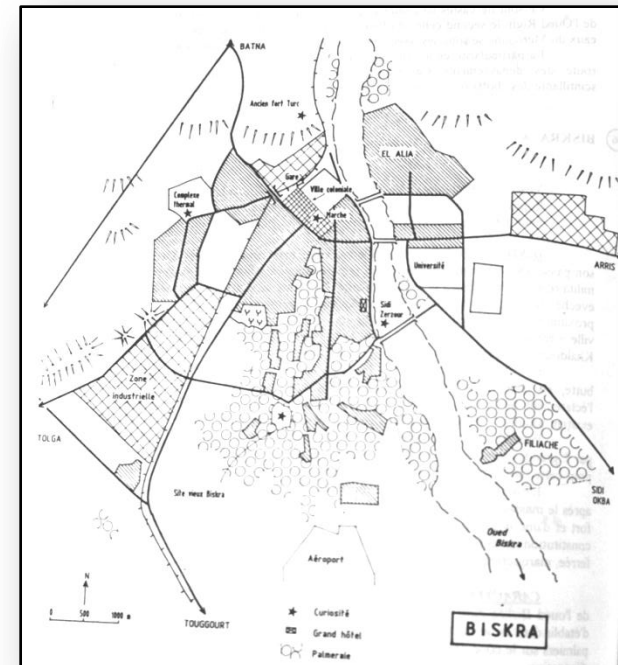 BATNA
Ancien fort Turc
EL ALIA
Gare
Ville coloniale
Complexe
thermal
Marche
ARRIS
Université
Sidi
Zerzour
Zone
industrielle
TOLGA
FILIACHE
SIDI
OKBA
Site vieux Biskra
Oued
Biskra
Aéroport
N
0 500 1000 m
TOUGGOURT
Curiosité
Grand hôtel
Palmeraie
BISKRA